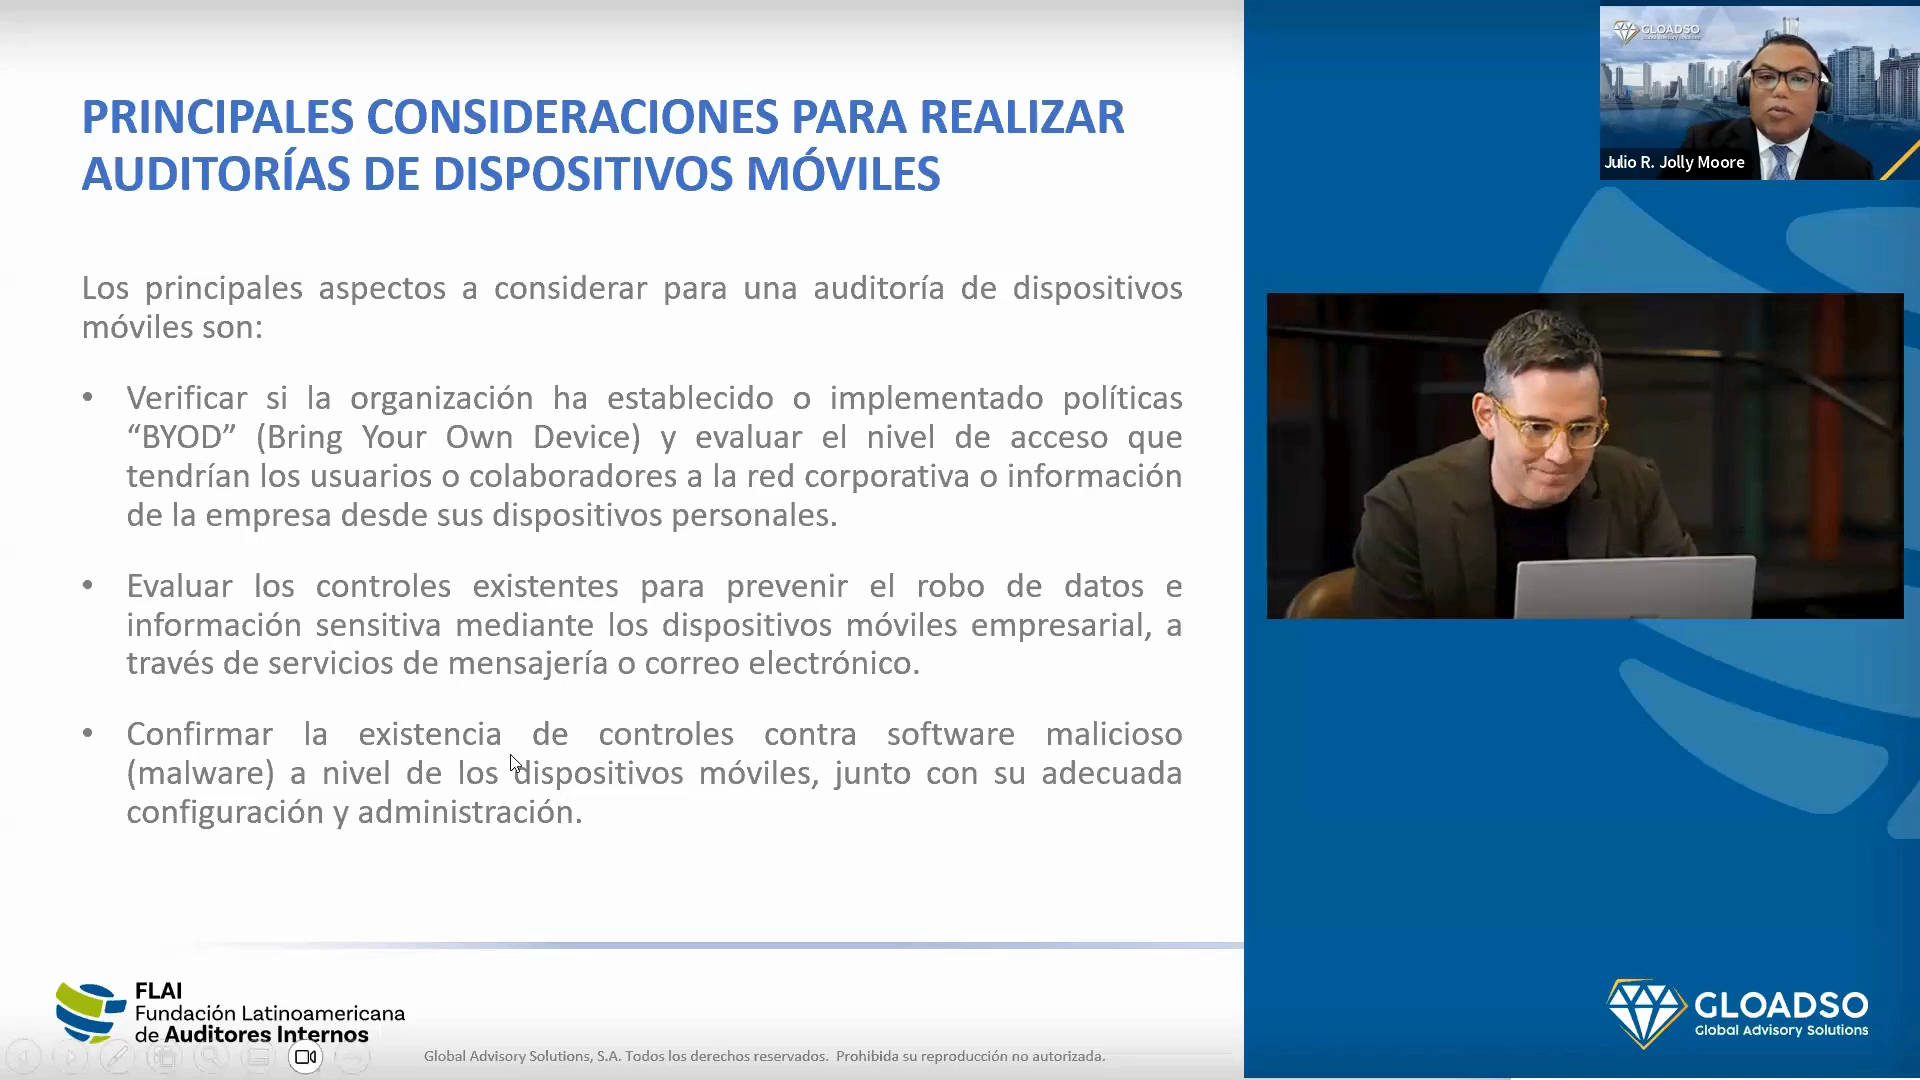 PRINCIPALES CONSIDERACIONES PARA REALIZAR
AUDITORÍAS DE DISPOSITIVOS MÓVILES
Los principales aspectos a considerar para una auditoría de dispositivos
móviles son:
• Verificar si la organización ha establecido o implementado políticas
“BYOD” (Bring Your Own Device) y evaluar el nivel de acceso que
tendrían los usuarios o colaboradores a la red corporativa o información
de la empresa desde sus dispositivos personales.
• Evaluar los controles existentes para prevenir el robo de datos e
información sensitiva mediante los dispositivos móviles empresarial, a
través de servicios de mensajería o correo electrónico.
• Confirmar la existencia de controles contra software malicioso
(malware) a nivel de los dispositivos móviles, junto con su adecuada
configuración y administración.
FLAI
Fundación Latinoamericana
de Auditores Internos
Global Advisory Solutions, S.A. Todos los derechos reservados. Prohibida su reproducción no autorizada.
GLOADSO
Julio R. Jolly Moore
GLOADSO
Global Advisory Solutions